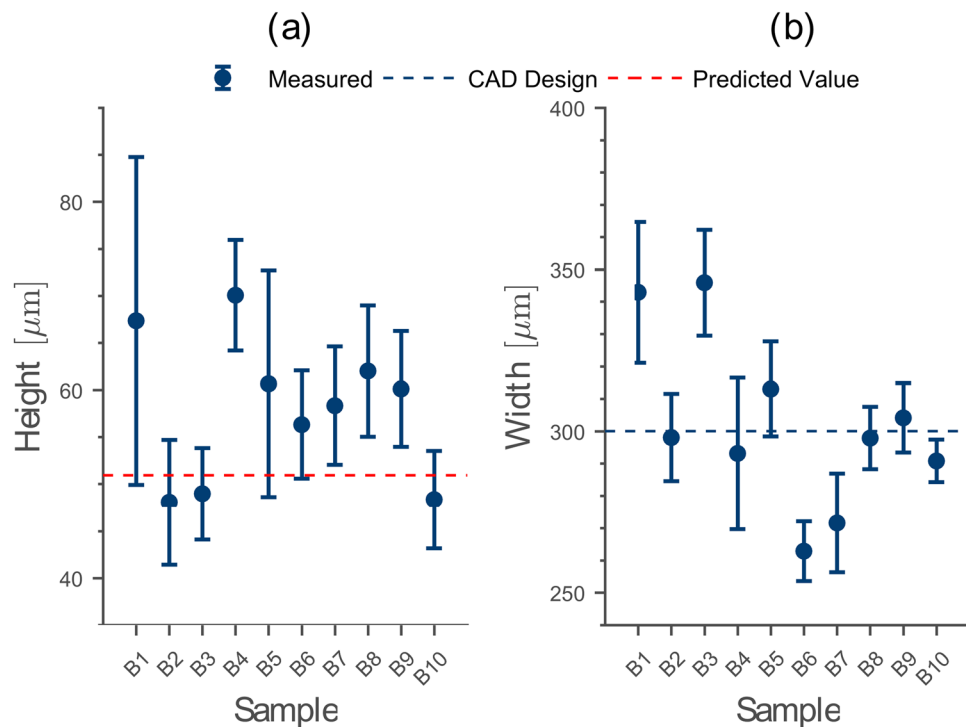 (a)
(b)
Measured
CAD Design
Predicted Value
Height [μm]
80
60
40
B1
B2
B3
B4
B5
B6
B7
B8
B9
B10
Sample
Width [μm]
400
350
300
250
B1
B2
B3
B4
B5
B6
B7
B8
B9
B10
Sample